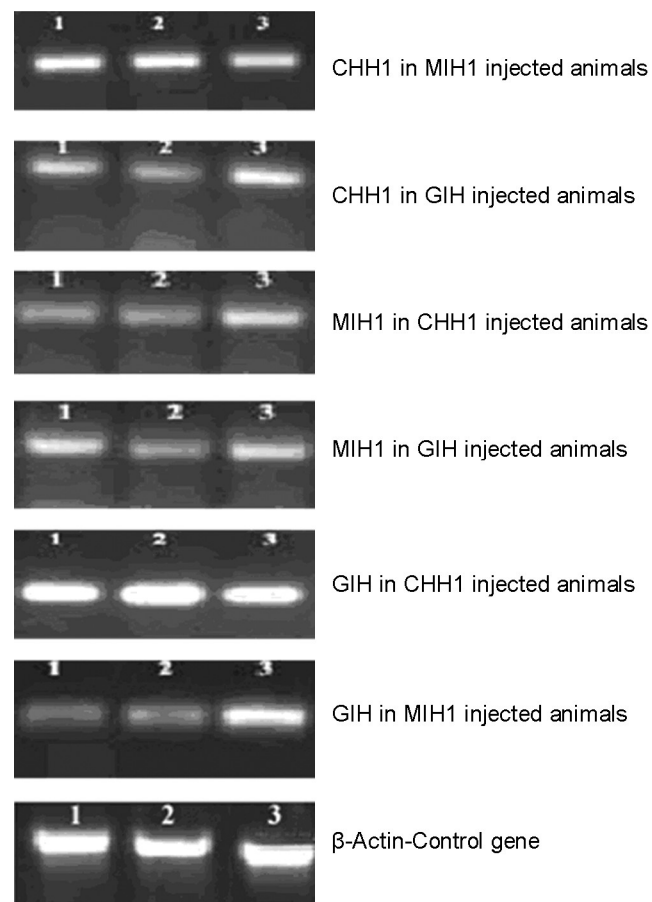 1 2 3
CHH1 in MIH1 injected animals
1 2 3
CHH1 in GIH injected animals
1 2 3
MIH1 in CHH1 injected animals
1 2 3
MIH1 in GIH injected animals
1 2 3
GIH in CHH1 injected animals
1 2 3
GIH in MIH1 injected animals
1 2 3
β-Actin-Control gene